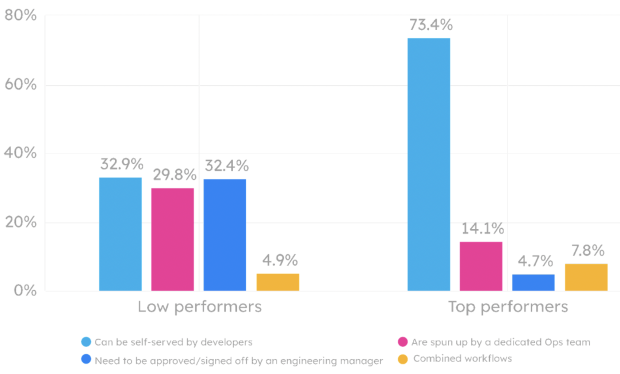 80%
73.4%
60%
40%
32.9%
29.8%
32.4%
20%
14.1%
4.9%
4.7%
7.8%
0%
Low performers
Top performers
Can be self-served by developers
Are spun up by a dedicated Ops team
Need to be approved/signed off by an engineering manager
Combined workflows